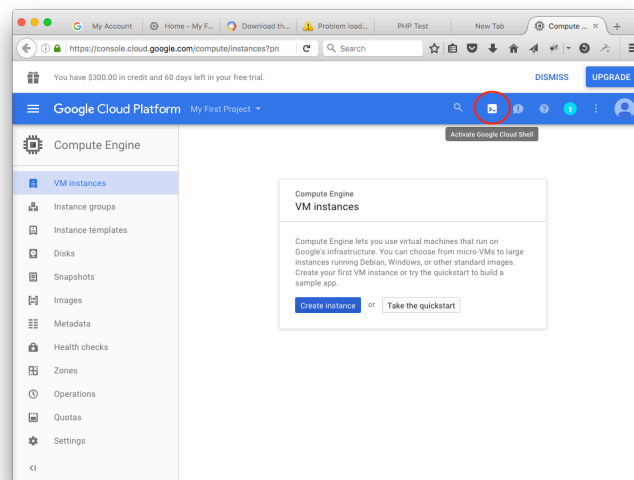 My Account
Home - My F...
Download th...
Problem load...
PHP Test
New Tab
Compute ...
https://console.cloud.google.com/compute/instances?pro
Search
You have $300.00 in credit and 60 days left in your free trial.
DISMISS
UPGRADE
Google Cloud Platform
My First Project
1
Activate Google Cloud Shell
Compute Engine
VM instances
Instance groups
Instance templates
Disks
Snapshots
Images
Metadata
Health checks
Zones
Operations
Quotas
Settings
Compute Engine
VM instances
Compute Engine lets you use virtual machines that run on
Google's infrastructure. You can choose from micro-VMs to large
instances running Debian, Windows, or other standard images.
Create your first VM instance or try the quickstart to build a
sample app.
Create instance or Take the quickstart